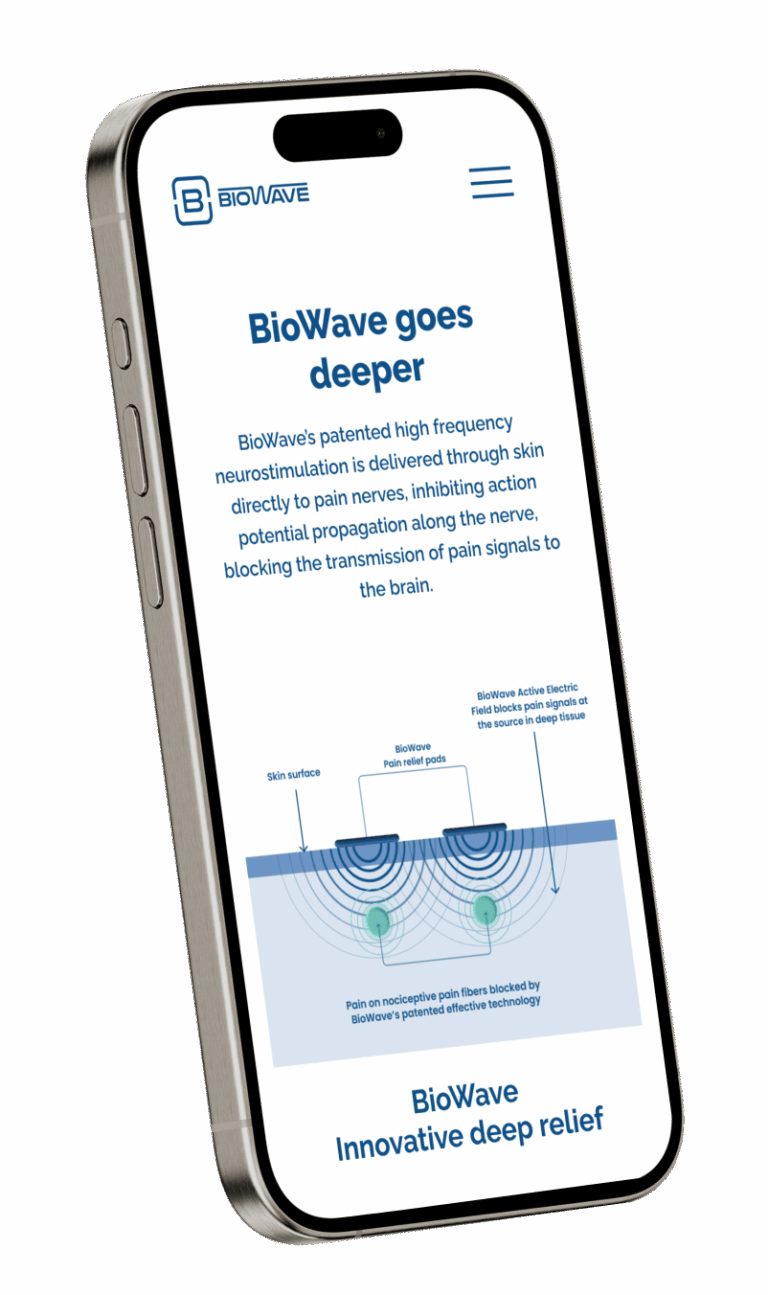 B BIOWAVE
BioWave goes
deeper
BioWave's patented high frequency
neurostimulation is delivered through skin
directly to pain nerves, inhibiting action
potential propagation along the nerve,
blocking the transmission of pain signals to
the brain.
BioWave Active Electric
Field blocks pain signals at
the source in deep tissue
BioWave
Pain relief pads
Skin surface
Pain on nociceptive pain fibers blocked by
BioWave's patented effective technology
BioWave
Innovative deep relief